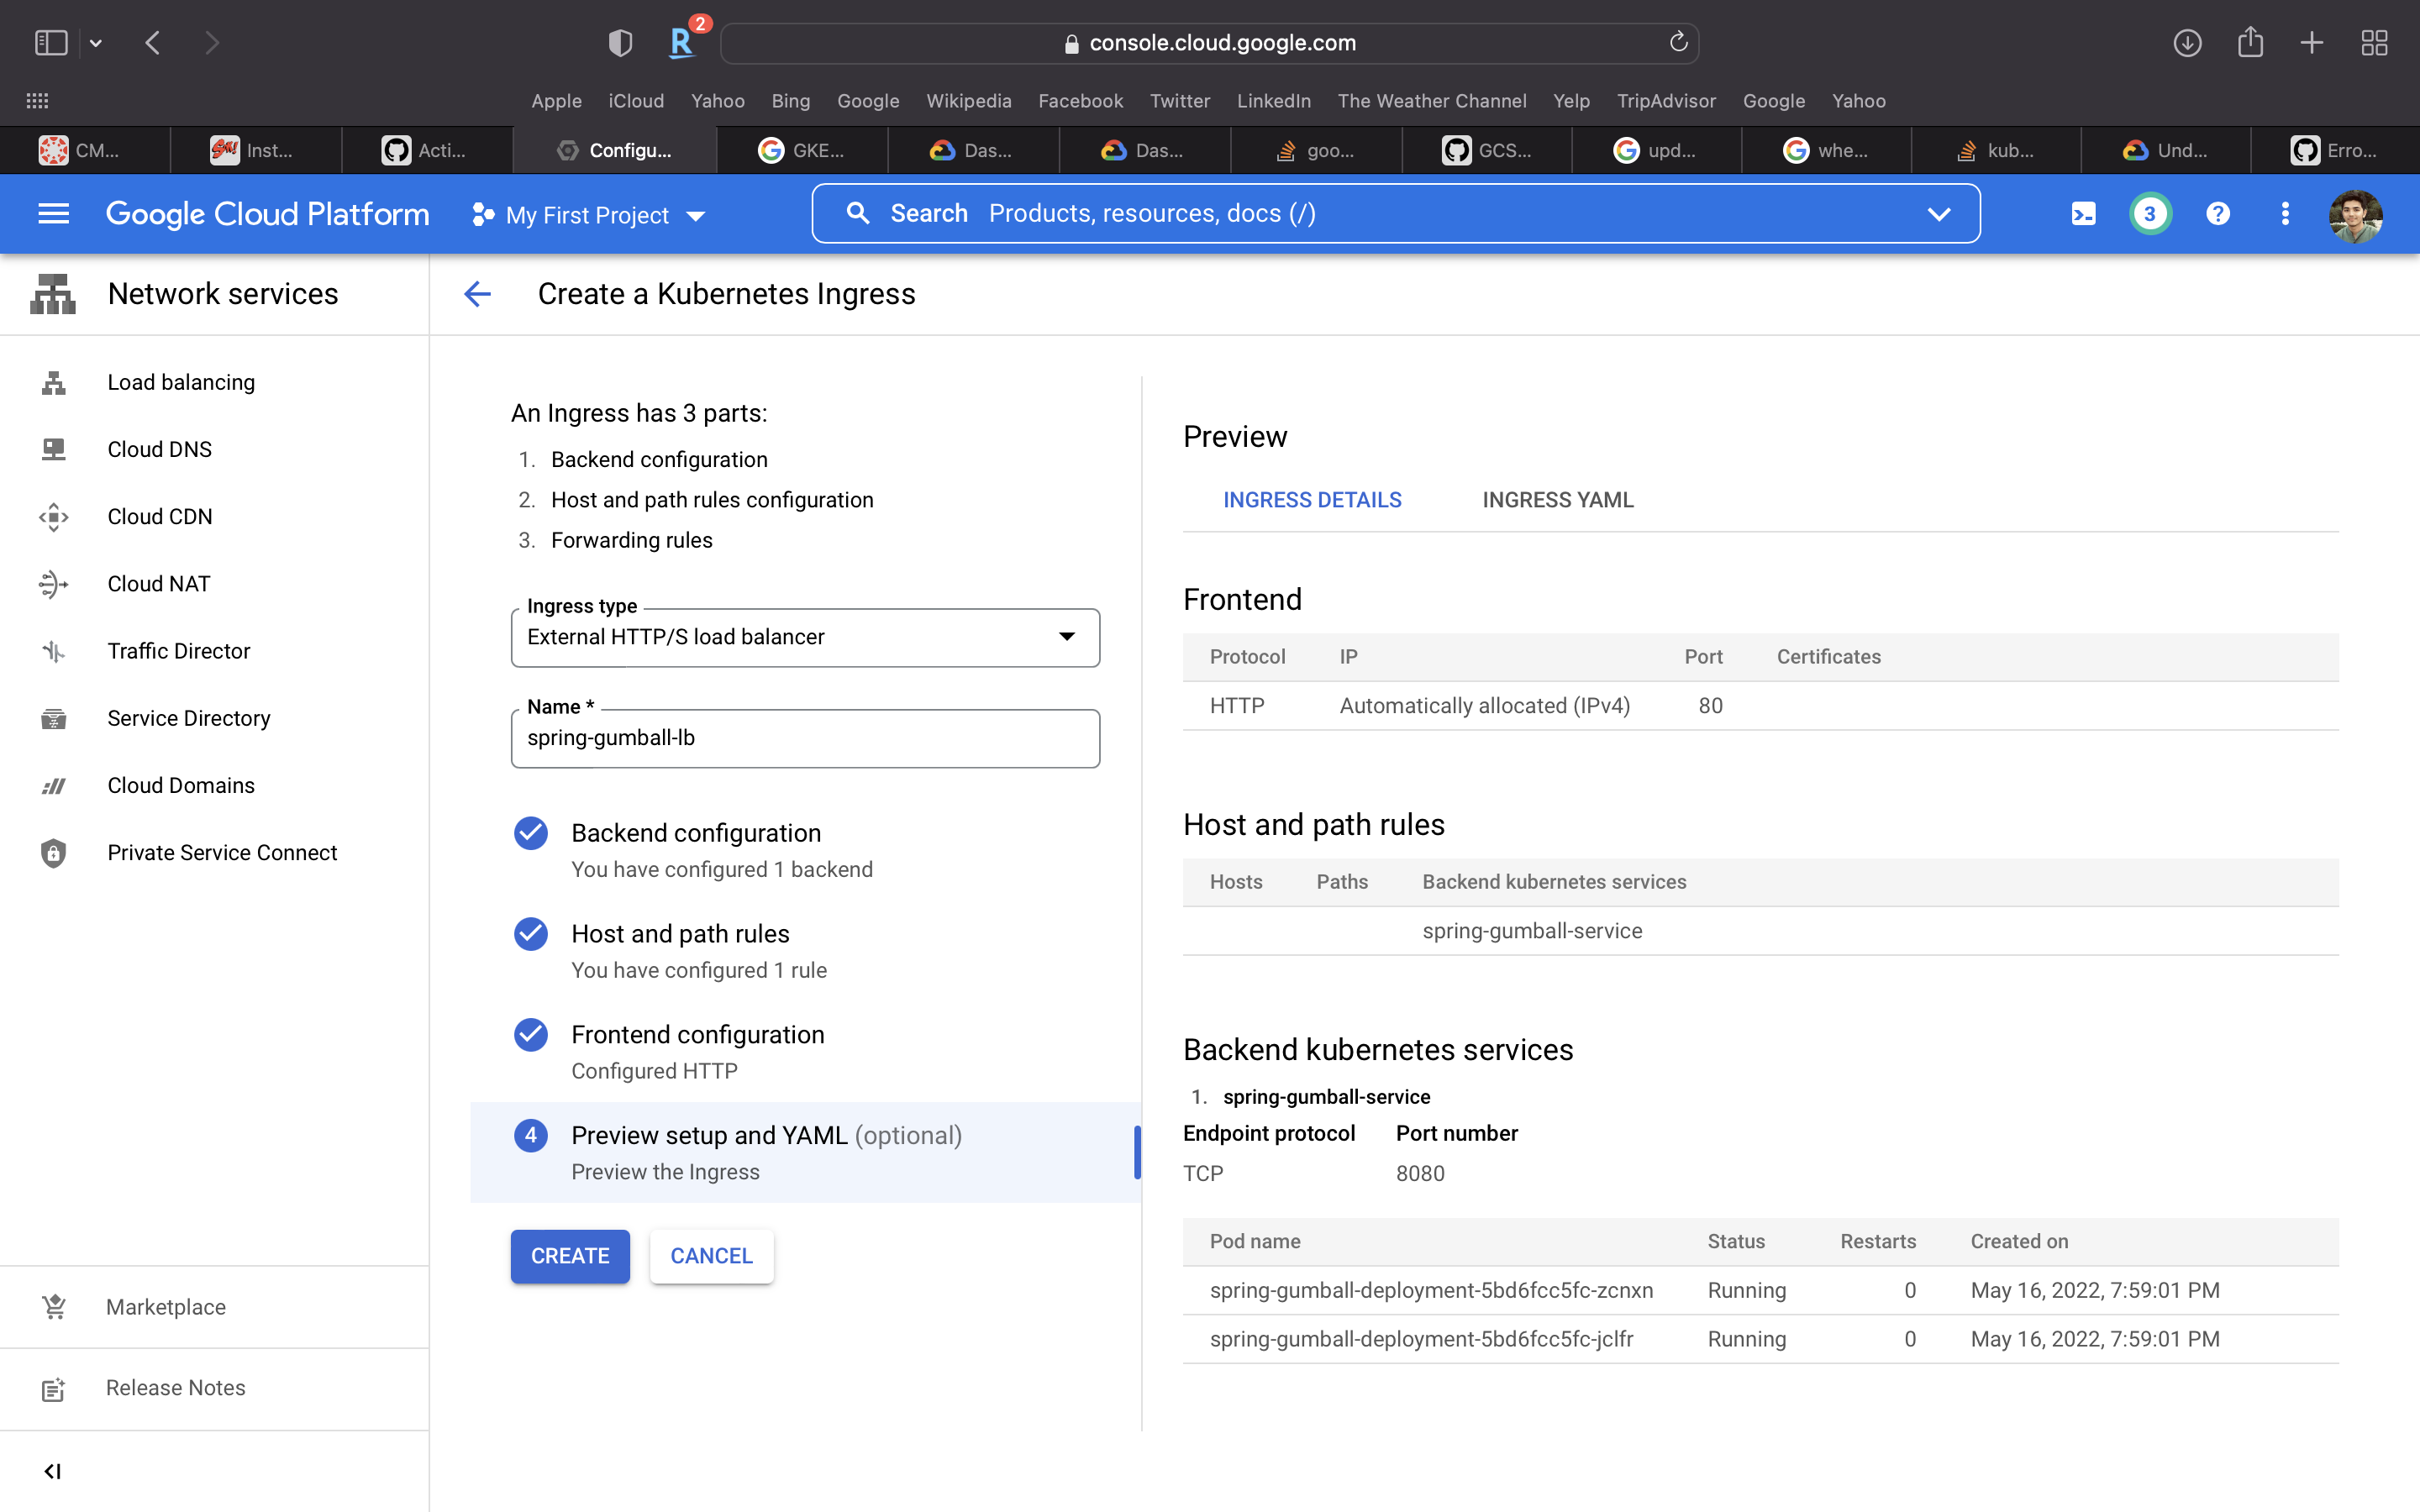 2
console.cloud.google.com
Apple iCloud Yahoo Bing Google Wikipedia Facebook Twitter LinkedIn The Weather Channel Yelp TripAdvisor Google Yahoo
CM... Inst... Acti... Configu... GKE... Das... Das... goo... GCS... upd... whe... kub... Und... Erro...
Google Cloud Platform My First Project Search Products, resources, docs (/) 3
Network services
Load balancing
Cloud DNS
Cloud CDN
Cloud NAT
Traffic Director
Service Directory
Cloud Domains
Private Service Connect
Marketplace
Release Notes
Create a Kubernetes Ingress
An Ingress has 3 parts:
1. Backend configuration
2. Host and path rules configuration
3. Forwarding rules
Ingress type
External HTTP/S load balancer
Name *
spring-gumball-lb
Backend configuration
You have configured 1 backend
Host and path rules
You have configured 1 rule
Frontend configuration
Configured HTTP
4 Preview setup and YAML (optional)
Preview the Ingress
CREATE CANCEL
Preview
INGRESS DETAILS INGRESS YAML
Frontend
Protocol IP Port Certificates
HTTP Automatically allocated (IPv4) 80
Host and path rules
Hosts Paths Backend kubernetes services
spring-gumball-service
Backend kubernetes services
1. spring-gumball-service
Endpoint protocol Port number
TCP 8080
Pod name Status Restarts Created on
spring-gumball-deployment-5bd6fcc5fc-zcnxn Running 0 May 16, 2022, 7:59:01 PM
spring-gumball-deployment-5bd6fcc5fc-jclfr Running 0 May 16, 2022, 7:59:01 PM